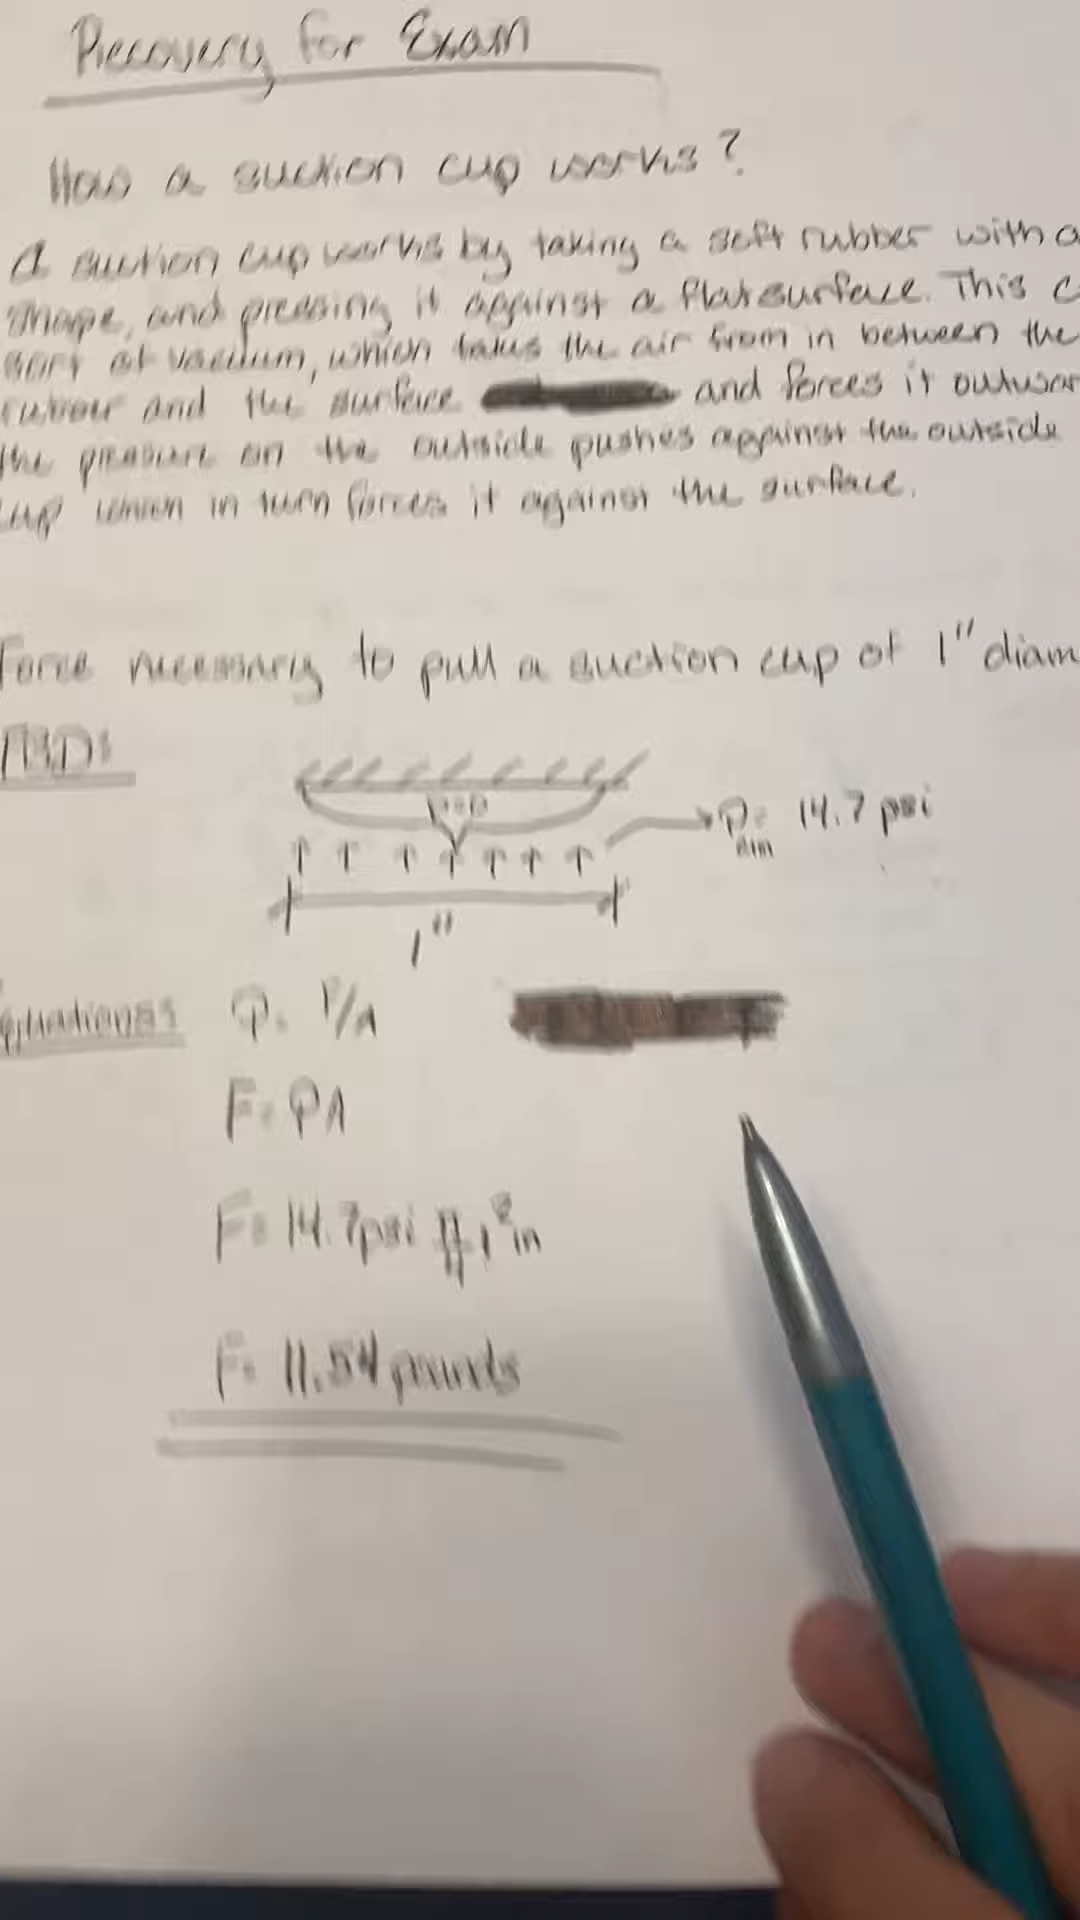 Recovery for Exam
How a suction cup works?
A suction cup works by taking a soft rubber with a
shape, and pressing it against a flat surface. This c
sort of vacuum, which takes the air from in between the
rubber and the surface and forces it outwar
the pressure on the outside pushes against the outside
cup which in turn forces it against the surface.
Force necessary to pull a suction cup of 1" diam
FBD:
P=0
P= 14.7 psi
1"
Equations:
P= F/A
F= PA
F= 14.7psi 1² in
F= 11.54 pounds